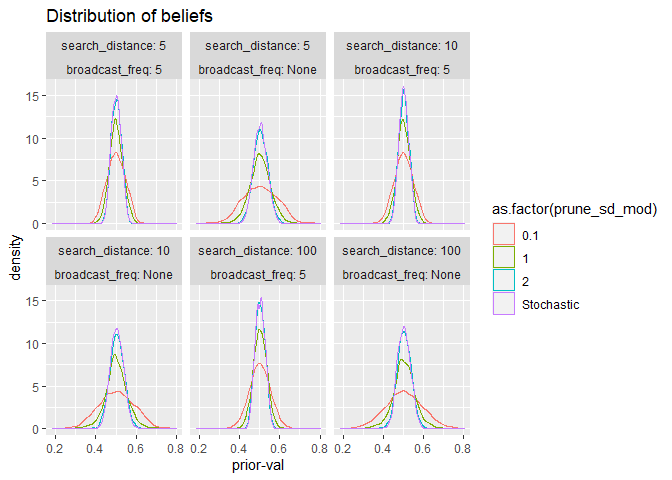 Distribution of beliefs
search_distance: 5
broadcast_freq: 5
search_distance: 5
broadcast_freq: None
search_distance: 10
broadcast_freq: 5
15
10
5
0
search_distance: 10
broadcast_freq: None
search_distance: 100
broadcast_freq: 5
search_distance: 100
broadcast_freq: None
15
10
5
0
0.2 0.4 0.6 0.8
0.2 0.4 0.6 0.8
0.2 0.4 0.6 0.8
prior-val
density
as.factor(prune_sd_mod)
0.1
1
2
Stochastic